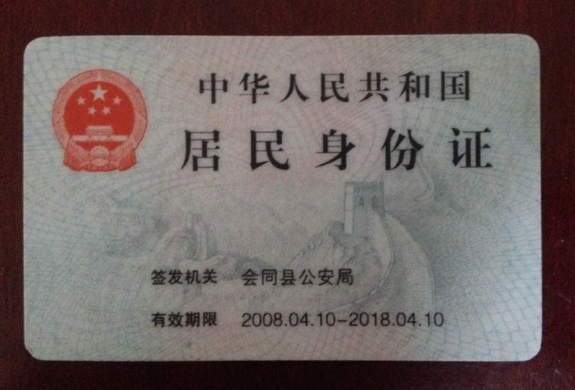 中华人民共和国
居民身份证
签发机关 会同县公安局
有效期限 2008.04.10-2018.04.10